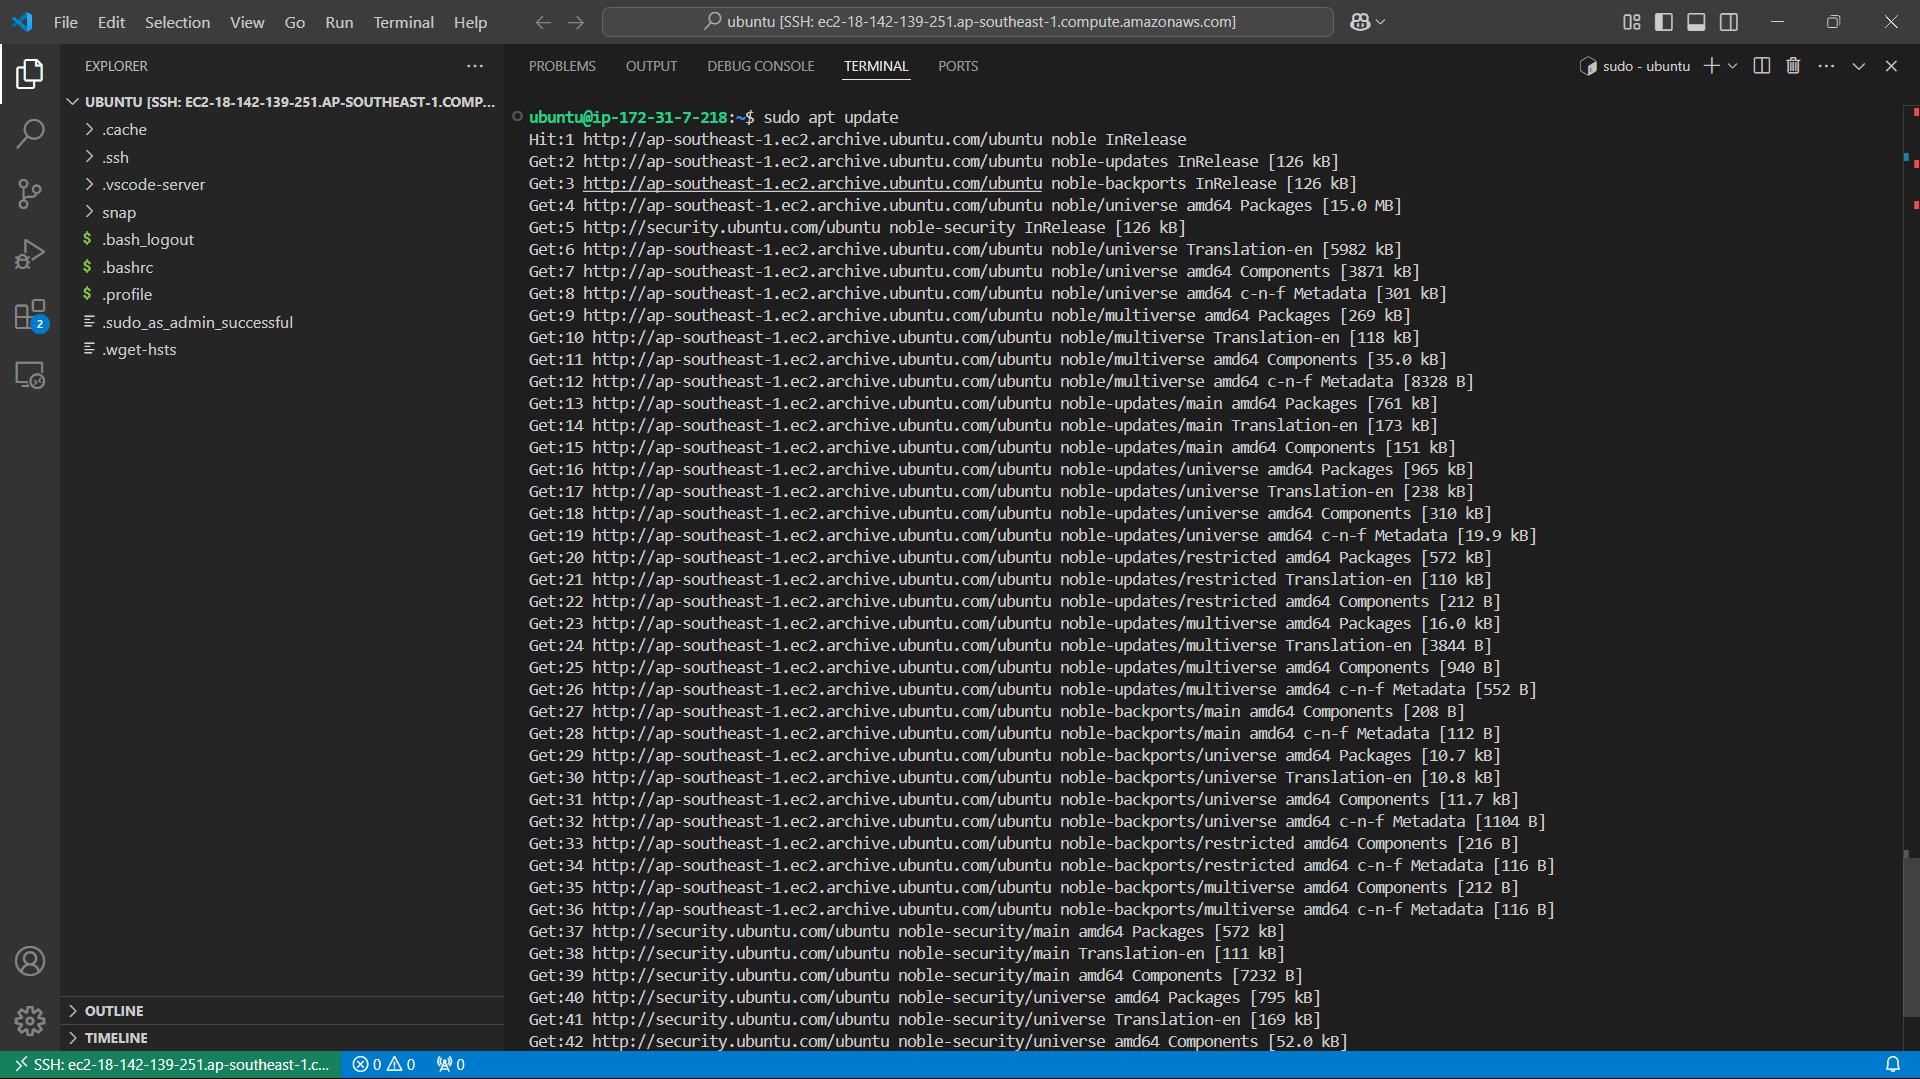 File Edit Selection View Go Run Terminal Help
ubuntu [SSH: ec2-18-142-139-251.ap-southeast-1.compute.amazonaws.com]
EXPLORER
UBUNTU [SSH: EC2-18-142-139-251.AP-SOUTHEAST-1.COMP...
.cache
.ssh
.vscode-server
snap
$ .bash_logout
$ .bashrc
$ .profile
.sudo_as_admin_successful
.wget-hsts
2
OUTLINE
TIMELINE
PROBLEMS OUTPUT DEBUG CONSOLE TERMINAL PORTS
sudo - ubuntu
ubuntu@ip-172-31-7-218:~$ sudo apt update
Hit:1 http://ap-southeast-1.ec2.archive.ubuntu.com/ubuntu noble InRelease
Get:2 http://ap-southeast-1.ec2.archive.ubuntu.com/ubuntu noble-updates InRelease [126 kB]
Get:3 http://ap-southeast-1.ec2.archive.ubuntu.com/ubuntu noble-backports InRelease [126 kB]
Get:4 http://ap-southeast-1.ec2.archive.ubuntu.com/ubuntu noble/universe amd64 Packages [15.0 MB]
Get:5 http://security.ubuntu.com/ubuntu noble-security InRelease [126 kB]
Get:6 http://ap-southeast-1.ec2.archive.ubuntu.com/ubuntu noble/universe Translation-en [5982 kB]
Get:7 http://ap-southeast-1.ec2.archive.ubuntu.com/ubuntu noble/universe amd64 Components [3871 kB]
Get:8 http://ap-southeast-1.ec2.archive.ubuntu.com/ubuntu noble/universe amd64 c-n-f Metadata [301 kB]
Get:9 http://ap-southeast-1.ec2.archive.ubuntu.com/ubuntu noble/multiverse amd64 Packages [269 kB]
Get:10 http://ap-southeast-1.ec2.archive.ubuntu.com/ubuntu noble/multiverse Translation-en [118 kB]
Get:11 http://ap-southeast-1.ec2.archive.ubuntu.com/ubuntu noble/multiverse amd64 Components [35.0 kB]
Get:12 http://ap-southeast-1.ec2.archive.ubuntu.com/ubuntu noble/multiverse amd64 c-n-f Metadata [8328 B]
Get:13 http://ap-southeast-1.ec2.archive.ubuntu.com/ubuntu noble-updates/main amd64 Packages [761 kB]
Get:14 http://ap-southeast-1.ec2.archive.ubuntu.com/ubuntu noble-updates/main Translation-en [173 kB]
Get:15 http://ap-southeast-1.ec2.archive.ubuntu.com/ubuntu noble-updates/main amd64 Components [151 kB]
Get:16 http://ap-southeast-1.ec2.archive.ubuntu.com/ubuntu noble-updates/universe amd64 Packages [965 kB]
Get:17 http://ap-southeast-1.ec2.archive.ubuntu.com/ubuntu noble-updates/universe Translation-en [238 kB]
Get:18 http://ap-southeast-1.ec2.archive.ubuntu.com/ubuntu noble-updates/universe amd64 Components [310 kB]
Get:19 http://ap-southeast-1.ec2.archive.ubuntu.com/ubuntu noble-updates/universe amd64 c-n-f Metadata [19.9 kB]
Get:20 http://ap-southeast-1.ec2.archive.ubuntu.com/ubuntu noble-updates/restricted amd64 Packages [572 kB]
Get:21 http://ap-southeast-1.ec2.archive.ubuntu.com/ubuntu noble-updates/restricted Translation-en [110 kB]
Get:22 http://ap-southeast-1.ec2.archive.ubuntu.com/ubuntu noble-updates/restricted amd64 Components [212 B]
Get:23 http://ap-southeast-1.ec2.archive.ubuntu.com/ubuntu noble-updates/multiverse amd64 Packages [16.0 kB]
Get:24 http://ap-southeast-1.ec2.archive.ubuntu.com/ubuntu noble-updates/multiverse Translation-en [3844 B]
Get:25 http://ap-southeast-1.ec2.archive.ubuntu.com/ubuntu noble-updates/multiverse amd64 Components [940 B]
Get:26 http://ap-southeast-1.ec2.archive.ubuntu.com/ubuntu noble-updates/multiverse amd64 c-n-f Metadata [552 B]
Get:27 http://ap-southeast-1.ec2.archive.ubuntu.com/ubuntu noble-backports/main amd64 Components [208 B]
Get:28 http://ap-southeast-1.ec2.archive.ubuntu.com/ubuntu noble-backports/main amd64 c-n-f Metadata [112 B]
Get:29 http://ap-southeast-1.ec2.archive.ubuntu.com/ubuntu noble-backports/universe amd64 Packages [10.7 kB]
Get:30 http://ap-southeast-1.ec2.archive.ubuntu.com/ubuntu noble-backports/universe Translation-en [10.8 kB]
Get:31 http://ap-southeast-1.ec2.archive.ubuntu.com/ubuntu noble-backports/universe amd64 Components [11.7 kB]
Get:32 http://ap-southeast-1.ec2.archive.ubuntu.com/ubuntu noble-backports/universe amd64 c-n-f Metadata [1104 B]
Get:33 http://ap-southeast-1.ec2.archive.ubuntu.com/ubuntu noble-backports/restricted amd64 Components [216 B]
Get:34 http://ap-southeast-1.ec2.archive.ubuntu.com/ubuntu noble-backports/restricted amd64 c-n-f Metadata [116 B]
Get:35 http://ap-southeast-1.ec2.archive.ubuntu.com/ubuntu noble-backports/multiverse amd64 Components [212 B]
Get:36 http://ap-southeast-1.ec2.archive.ubuntu.com/ubuntu noble-backports/multiverse amd64 c-n-f Metadata [116 B]
Get:37 http://security.ubuntu.com/ubuntu noble-security/main amd64 Packages [572 kB]
Get:38 http://security.ubuntu.com/ubuntu noble-security/main Translation-en [111 kB]
Get:39 http://security.ubuntu.com/ubuntu noble-security/main amd64 Components [7232 B]
Get:40 http://security.ubuntu.com/ubuntu noble-security/universe amd64 Packages [795 kB]
Get:41 http://security.ubuntu.com/ubuntu noble-security/universe Translation-en [169 kB]
Get:42 http://security.ubuntu.com/ubuntu noble-security/universe amd64 Components [52.0 kB]
SSH: ec2-18-142-139-251.ap-southeast-1.c... 0 0 0